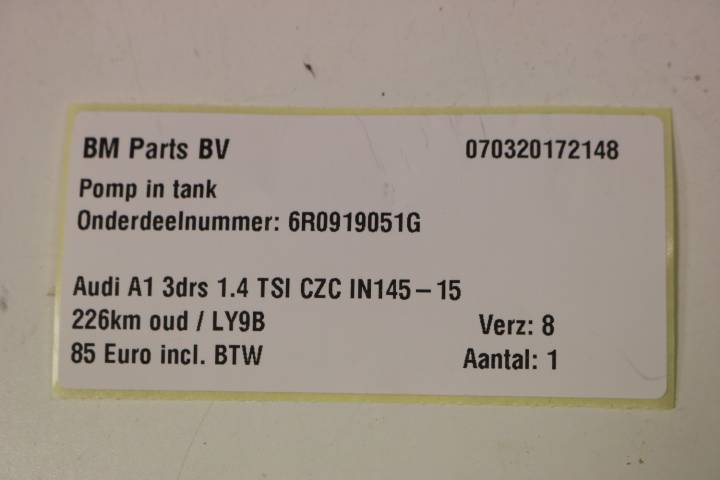 BM Parts BV 070320172148
Pomp in tank
Onderdeelnummer: 6R0919051G
Audi A1 3drs 1.4 TSI CZC IN145-15
226km oud / LY9B Verz: 8
85 Euro incl. BTW Aantal: 1